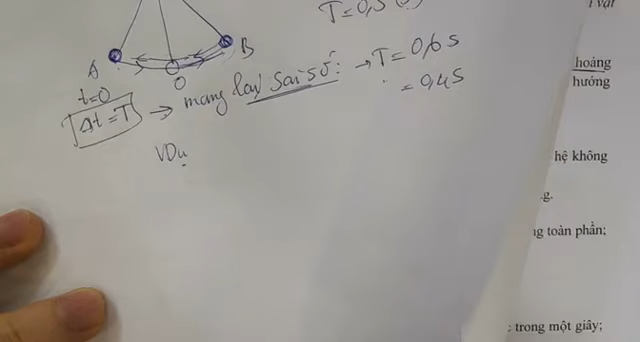 T = 0,5
B
A
O
t=0
Δt = T → mang lại sai số: → T = 0,6 s
= 0,4 s
VDụ
hoảng
hướng
hệ không
g.
ng toàn phần;
trong một giây;